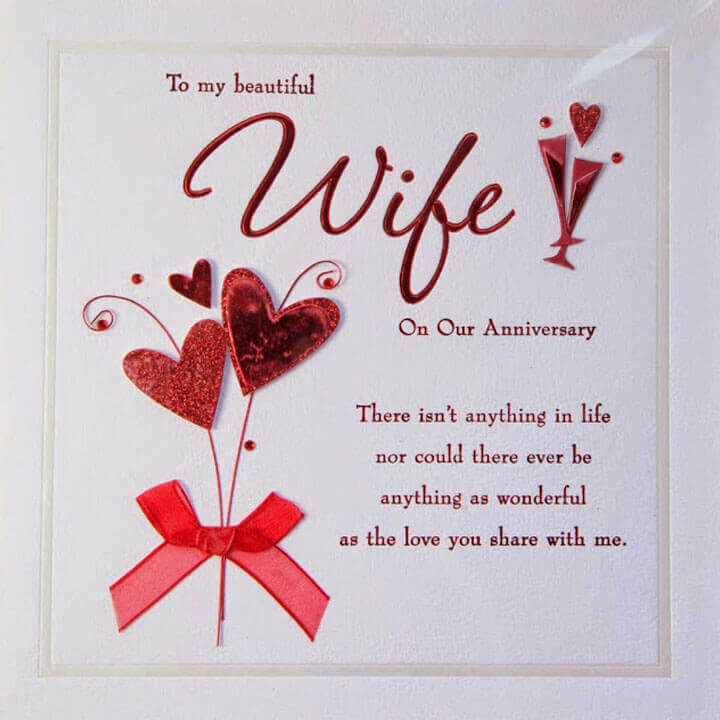 To my beautiful
Wife
On Our Anniversary
There isn't anything in life
nor could there ever be
anything as wonderful
as the love you share with me.